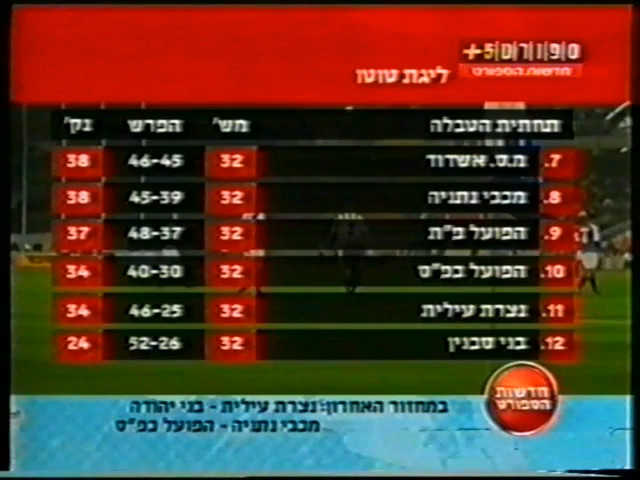 ספורט5+
חדשות הספורט
ליגת טוטו
תחתית הטבלה מש' הפרש נק'
7. מ.ס. אשדוד 32 46-45 38
8. מכבי נתניה 32 45-39 38
9. הפועל פ"ת 32 48-37 37
10. הפועל כפ"ס 32 40-30 34
11. נצרת עילית 32 46-25 34
12. בני סכנין 32 52-26 24
חדשות
הספורט
במחזור האחרון: נצרת עילית - בני יהודה
מכבי נתניה - הפועל כפ"ס